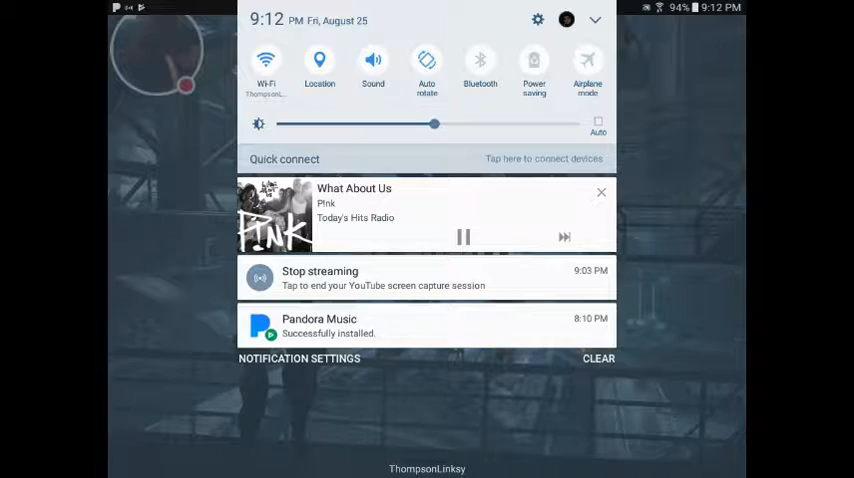 94% 9:12 PM
9:12 PM Fri, August 25
Wi-Fi
ThompsonL...
Location
Sound
Auto rotate
Bluetooth
Power saving
Airplane mode
Auto
Quick connect
Tap here to connect devices
What About Us
P!nk
Today's Hits Radio
P!NK
Stop streaming
9:03 PM
Tap to end your YouTube screen capture session
Pandora Music
8:10 PM
Successfully installed.
NOTIFICATION SETTINGS
CLEAR
ThompsonLinksy